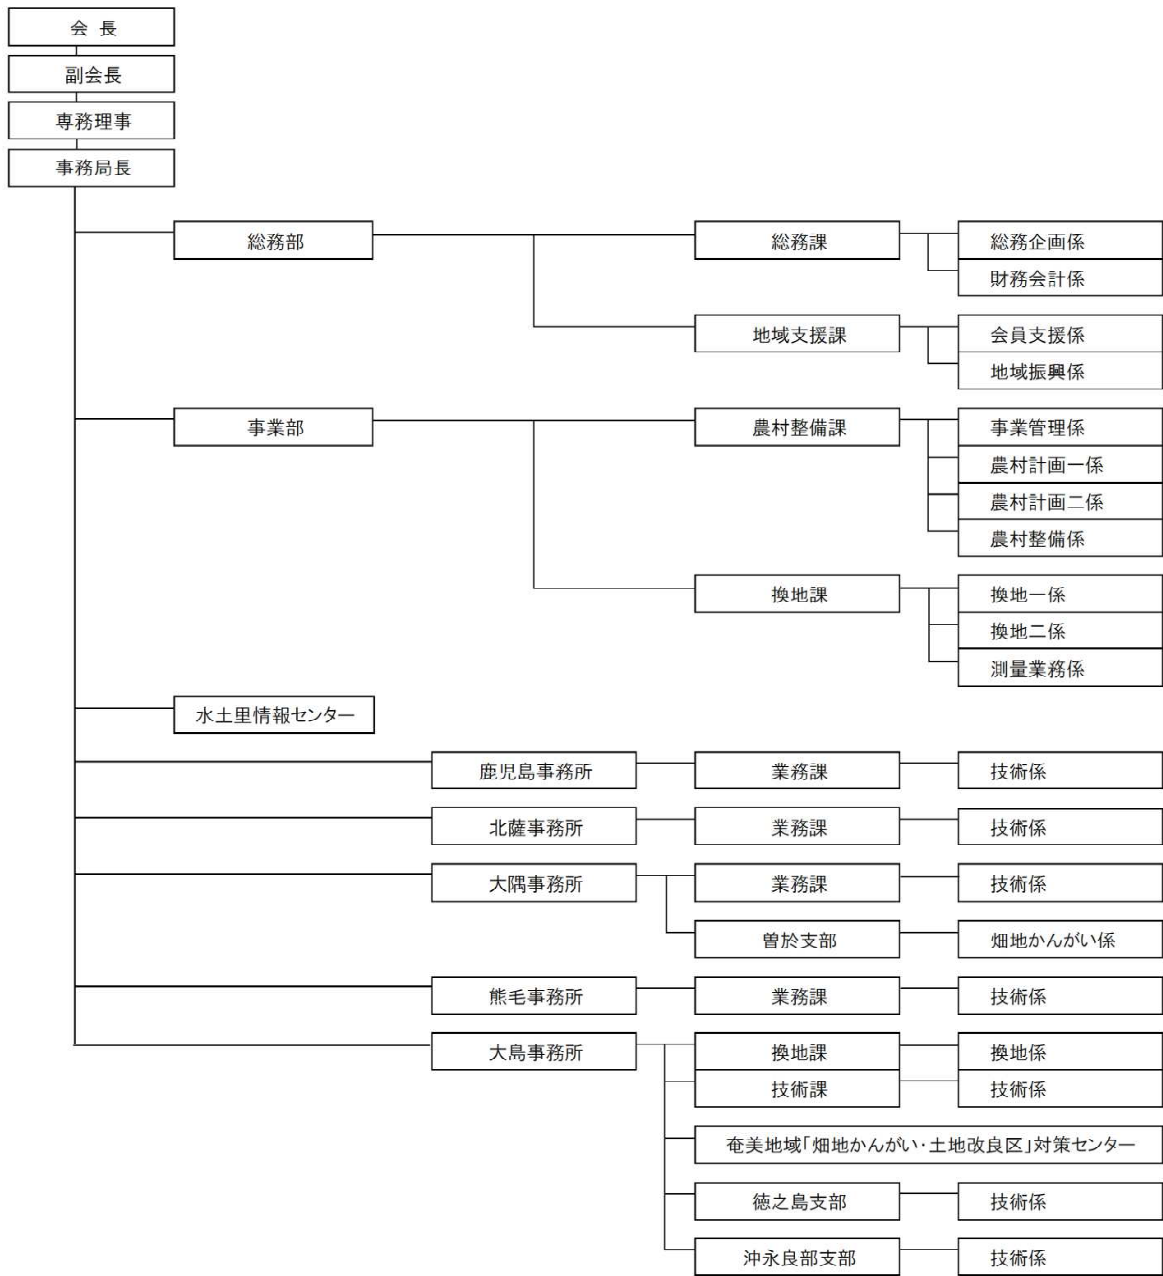 会 長
副会長
専務理事
事務局長
総務部
総務課
総務企画係
財務会計係
地域支援課
会員支援係
地域振興係
事業部
農村整備課
事業管理係
農村計画一係
農村計画二係
農村整備係
換地課
換地一係
換地二係
測量業務係
水土里情報センター
鹿児島事務所
業務課
技術係
北薩事務所
業務課
技術係
大隅事務所
業務課
技術係
曽於支部
畑地かんがい係
熊毛事務所
業務課
技術係
大島事務所
換地課
換地係
技術課
技術係
奄美地域「畑地かんがい・土地改良区」対策センター
徳之島支部
技術係
沖永良部支部
技術係